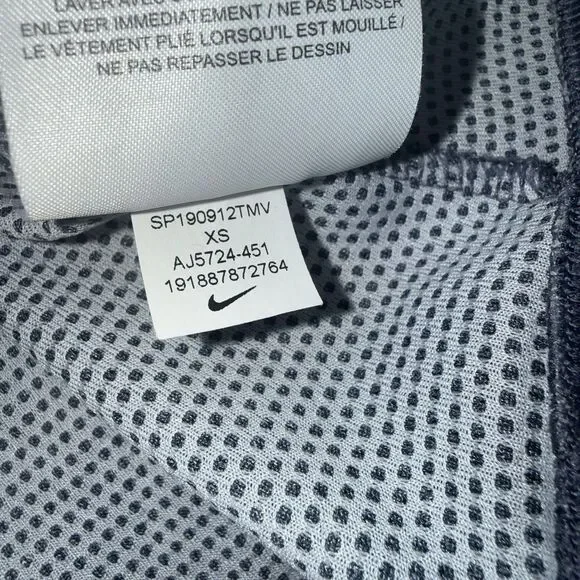 LAVER AVEC
ENLEVER IMMÉDIATEMENT / NE PAS LAISSER
LE VÊTEMENT PLIÉ LORSQU'IL EST MOUILLÉ /
NE PAS REPASSER LE DESSIN
SP190912TMV
XS
AJ5724-451
191887872764